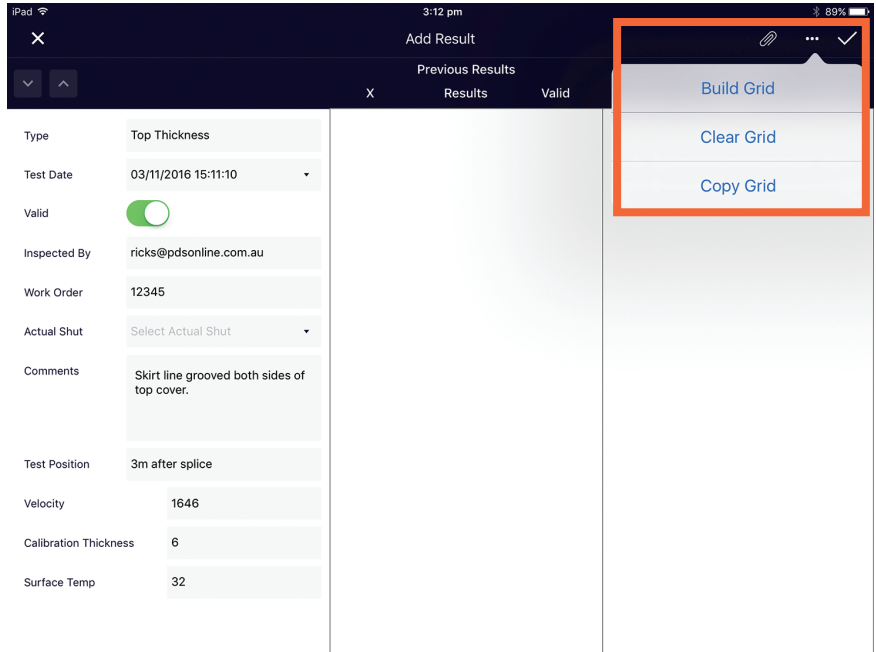 iPad 3:12 pm 89%
Add Result
Previous Results
X Results Valid
Build Grid
Clear Grid
Copy Grid
Type Top Thickness
Test Date 03/11/2016 15:11:10
Valid
Inspected By ricks@pdsonline.com.au
Work Order 12345
Actual Shut Select Actual Shut
Comments Skirt line grooved both sides of
top cover.
Test Position 3m after splice
Velocity 1646
Calibration Thickness 6
Surface Temp 32